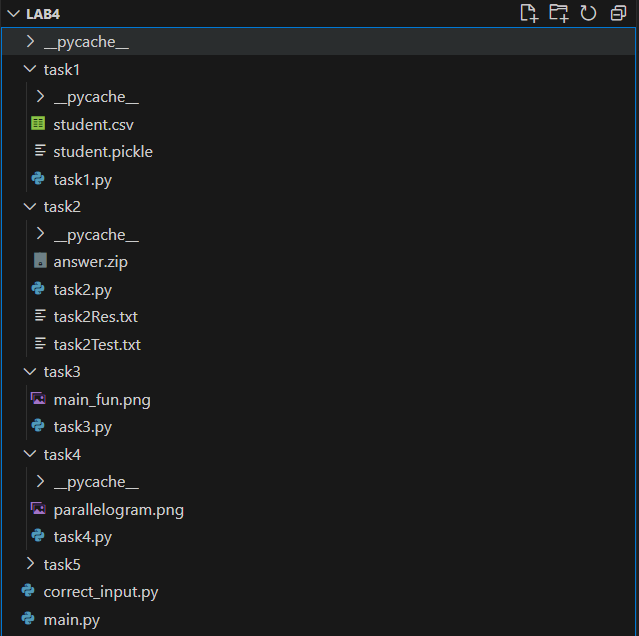 LAB4
__pycache__
task1
__pycache__
student.csv
student.pickle
task1.py
task2
__pycache__
answer.zip
task2.py
task2Res.txt
task2Test.txt
task3
main_fun.png
task3.py
task4
__pycache__
parallelogram.png
task4.py
task5
correct_input.py
main.py